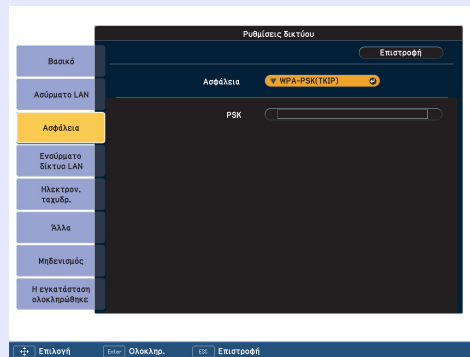 Ρυθμίσεις δικτύου
Επιστροφή
Βασικό
Ασφάλεια
WPA-PSK(TKIP)
Ασύρματο LAN
PSK
Ασφάλεια
Ενσύρματο
δίκτυο LAN
Ηλεκτρον.
ταχυδρ.
Άλλα
Μηδενισμός
Η εγκατάσταση
ολοκληρώθηκε
Επιλογή
Enter
Ολοκληρ.
ESC
Επιστροφή